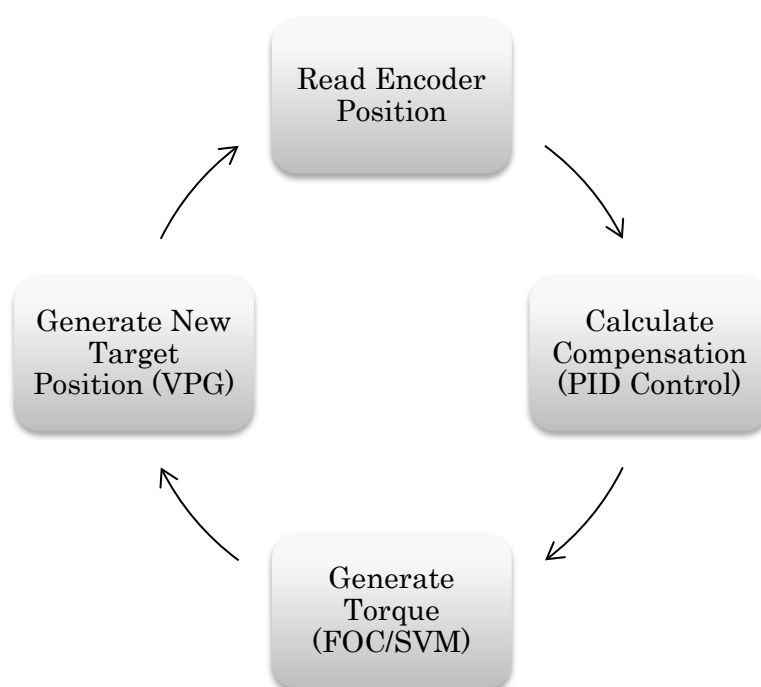 Read Encoder
Position
Calculate
Compensation
(PID Control)
Generate
Torque
(FOC/SVM)
Generate New
Target
Position (VPG)